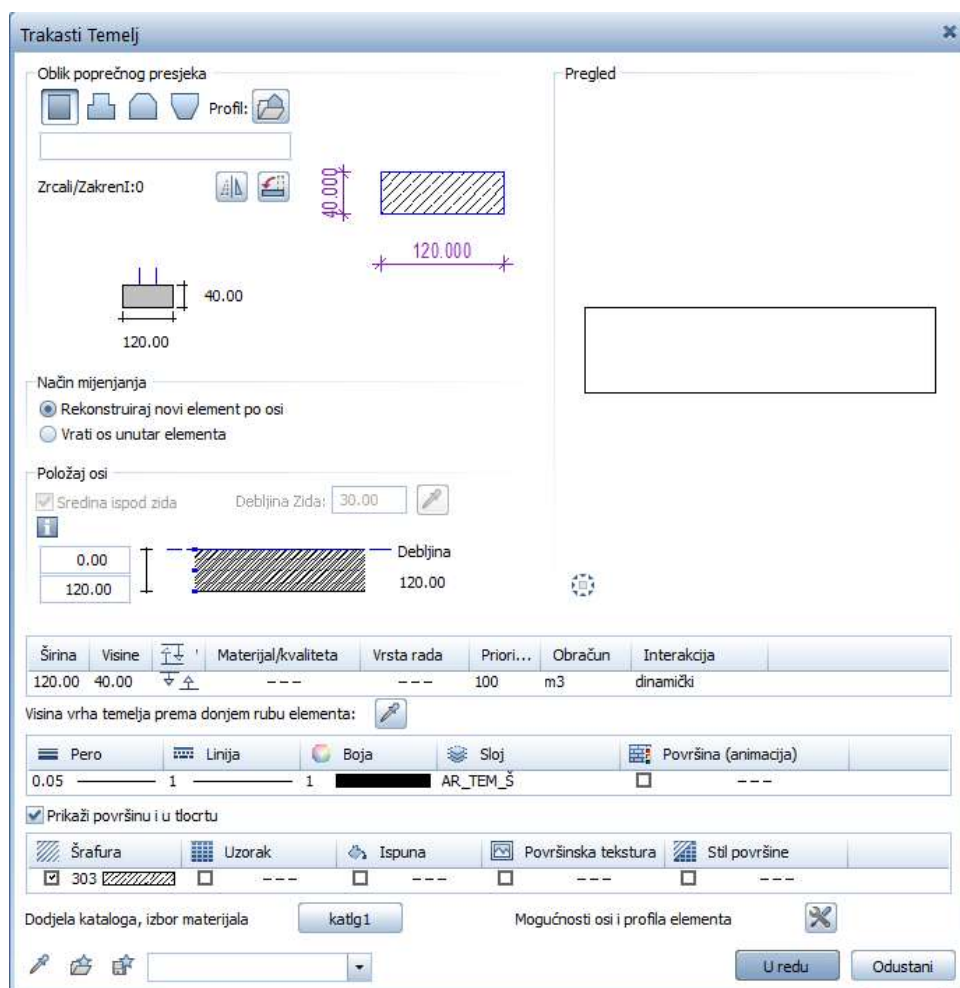 Trakasti Temelj
Oblik poprečnog presjeka
Pregled
Profil:
Zrcali/ZakrenI:0
40.000
120.000
40.00
120.00
Način mijenjanja
Rekonstruiraj novi element po osi
Vrati os unutar elementa
Položaj osi
Sredina ispod zida Debljina Zida: 30.00
0.00 Debljina
120.00 120.00
Širina Visine Materijal/kvaliteta Vrsta rada Priori... Obračun Interakcija
120.00 40.00 --- --- 100 m3 dinamički
Visina vrha temelja prema donjem rubu elementa:
Pero Linija Boja Sloj Površina (animacija)
0.05 1 1 AR_TEM_Š ---
Prikaži površinu i u tlocrtu
Šrafura Uzorak Ispuna Površinska tekstura Stil površine
303 --- --- --- ---
Dodjela kataloga, izbor materijala katlg1 Mogućnosti osi i profila elementa
U redu Odustani